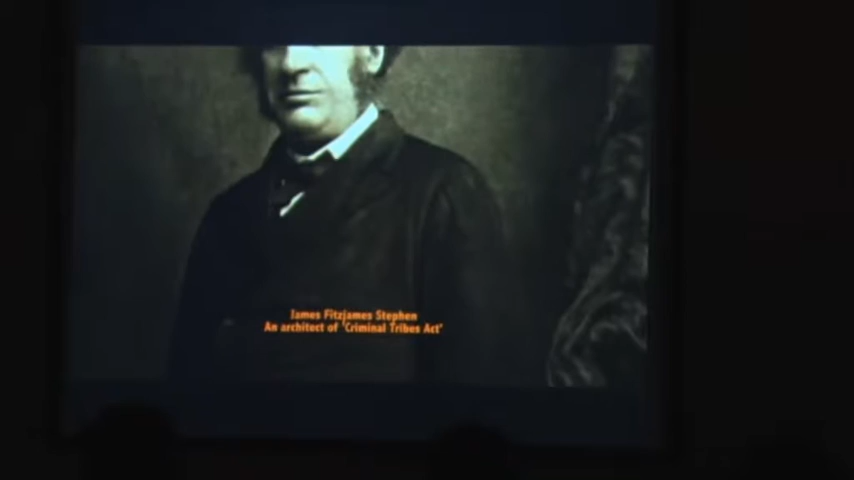 James Fitzjames Stephen
An architect of 'Criminal Tribes Act'